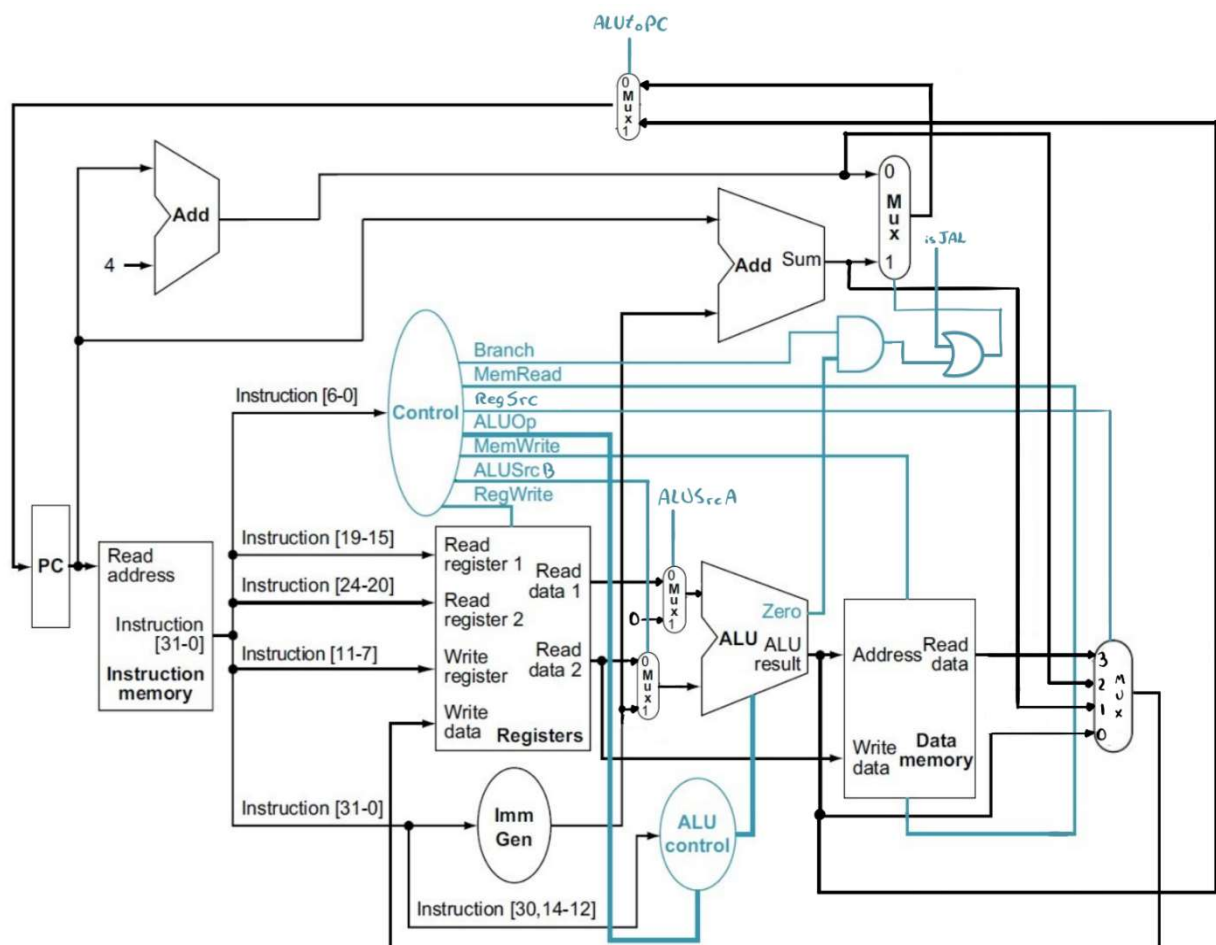 ALUtoPC
0
Mux
1
Add
4
0
Mux
1
isJAL
Add Sum
Branch
MemRead
RegSrc
ALUOp
MemWrite
ALUSrcB
RegWrite
Control
Instruction [6-0]
ALUSrcA
PC
Read
address
Instruction
[31-0]
Instruction
memory
Instruction [19-15]
Instruction [24-20]
Instruction [11-7]
Instruction [31-0]
Instruction [30,14-12]
Read
register 1
Read
register 2
Write
register
Write
data
Read
data 1
Read
data 2
Registers
0
Mux
1
0
0
Mux
1
Zero
ALU
ALU
result
Address
Read
data
Write
data
Data
memory
3
2
1
0
MUX
Imm
Gen
ALU
control